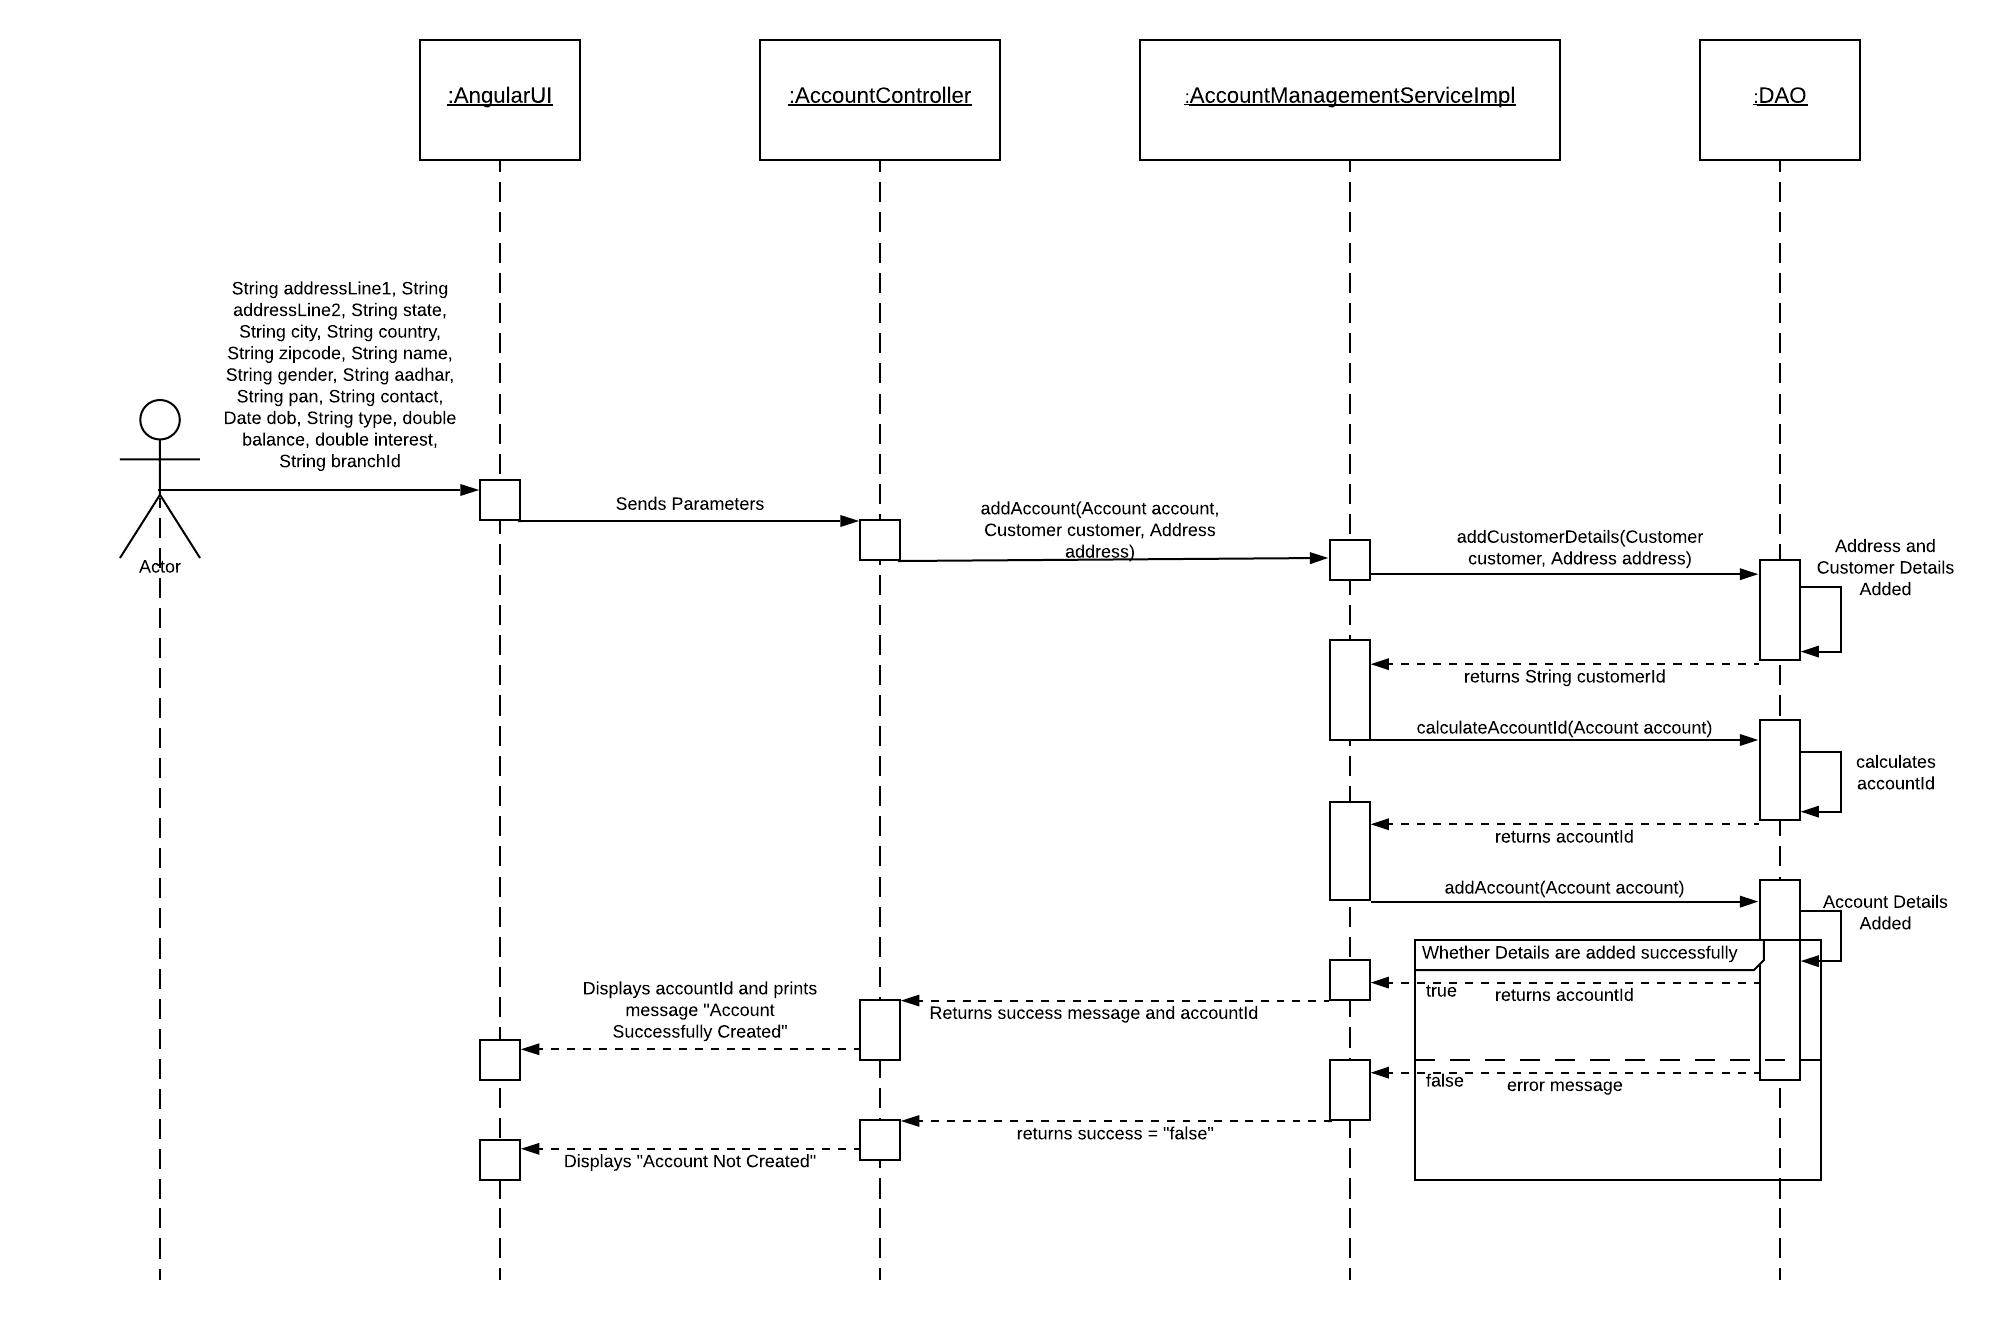 :AngularUI
:AccountController
:AccountManagementServiceImpl
:DAO
String addressLine1, String
addressLine2, String state,
String city, String country,
String zipcode, String name,
String gender, String aadhar,
String pan, String contact,
Date dob, String type, double
balance, double interest,
String branchId
Actor
Sends Parameters
addAccount(Account account,
Customer customer, Address
address)
addCustomerDetails(Customer
customer, Address address)
Address and
Customer Details
Added
returns String customerId
calculateAccountId(Account account)
calculates
accountId
returns accountId
addAccount(Account account)
Account Details
Added
Whether Details are added successfully
true
returns accountId
Returns success message and accountId
Displays accountId and prints
message "Account
Successfully Created"
false
error message
returns success = "false"
Displays "Account Not Created"